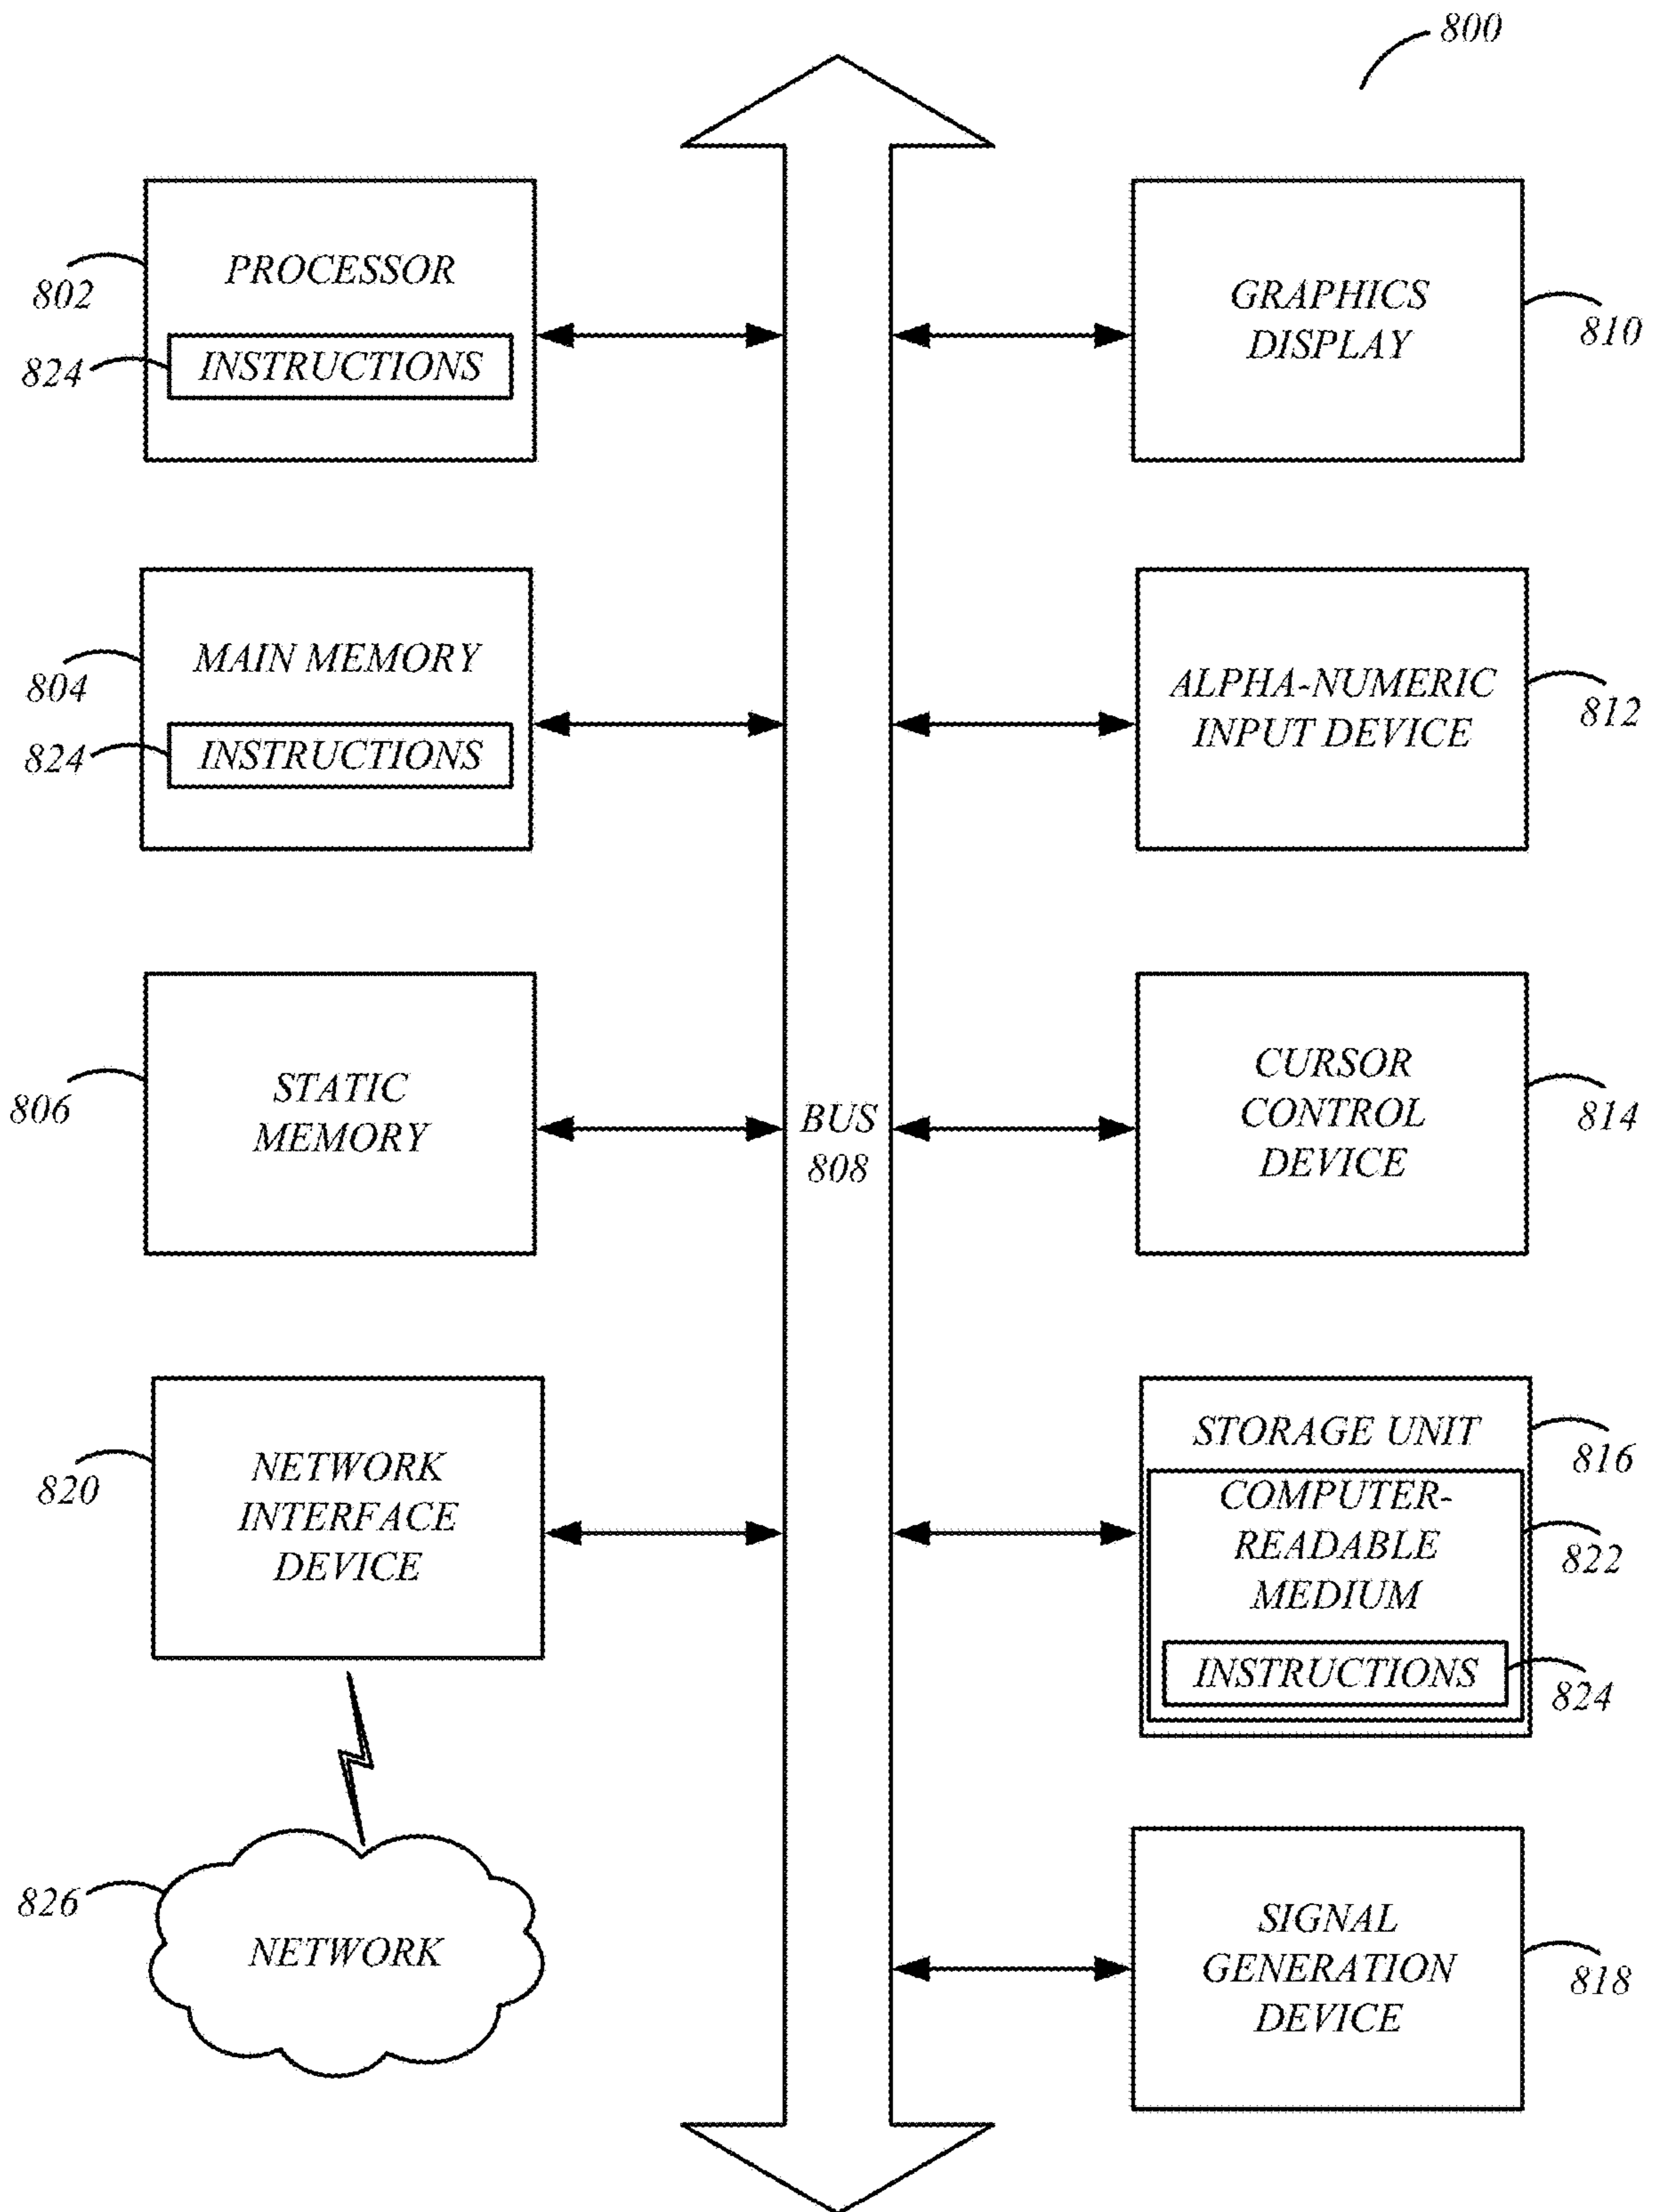 800
PROCESSOR
802
INSTRUCTIONS
824
MAIN MEMORY
804
INSTRUCTIONS
824
STATIC
MEMORY
806
NETWORK
INTERFACE
DEVICE
820
NETWORK
826
BUS
808
GRAPHICS
DISPLAY
810
ALPHA-NUMERIC
INPUT DEVICE
812
CURSOR
CONTROL
DEVICE
814
STORAGE UNIT
816
COMPUTER-
READABLE
MEDIUM
822
INSTRUCTIONS
824
SIGNAL
GENERATION
DEVICE
818